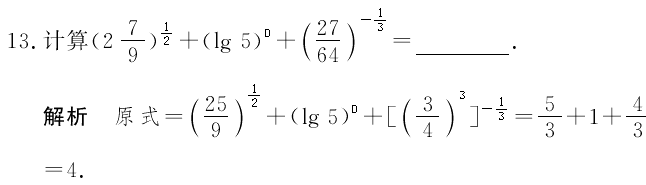 13. 计算(2 7/9)^{1/2}+(lg 5)^0+(27/64)^{-1/3}=________.
解析 原式=(25/9)^{1/2}+(lg 5)^0+[(3/4)^3]^{-1/3}=5/3+1+4/3
=4.